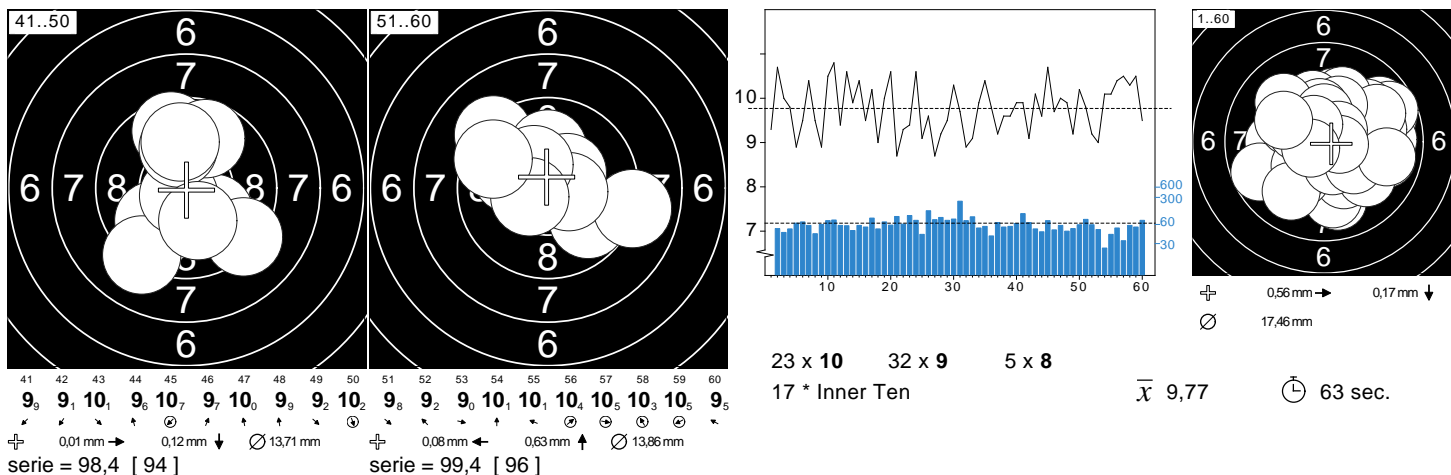 41..50
6
7
8
6 7 8 8 7 6
8
7
6
41 42 43 44 45 46 47 48 49 50
9₉ 9₁ 10₁ 9₆ 10₇ 9₇ 10₀ 9₉ 9₂ 10₂
0,01 mm 0,12 mm 13,71 mm
serie = 98,4 [ 94 ]
51..60
6
7
8
6 7 8 8 7 6
8
7
6
51 52 53 54 55 56 57 58 59 60
9₈ 9₂ 9₀ 10₁ 10₁ 10₄ 10₅ 10₃ 10₅ 9₅
0,08 mm 0,63 mm 13,86 mm
serie = 99,4 [ 96 ]
10
9
8
7
600
300
60
30
10 20 30 40 50 60
1..60
6
7
6 7 6
7
6
0,56 mm 0,17 mm
17,46 mm
23 x 10 32 x 9 5 x 8
17 * Inner Ten x 9,77 63 sec.